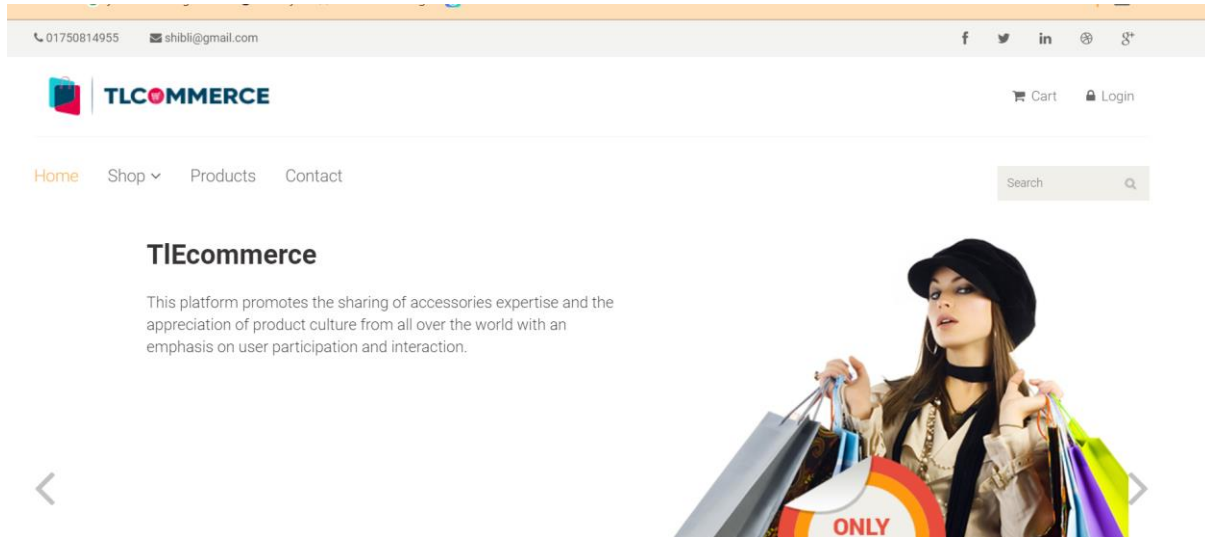 01750814955 shibli@gmail.com
TLCOMMERCE
Cart Login
Home Shop Products Contact
Search
TlEcommerce
This platform promotes the sharing of accessories expertise and the
appreciation of product culture from all over the world with an
emphasis on user participation and interaction.
ONLY